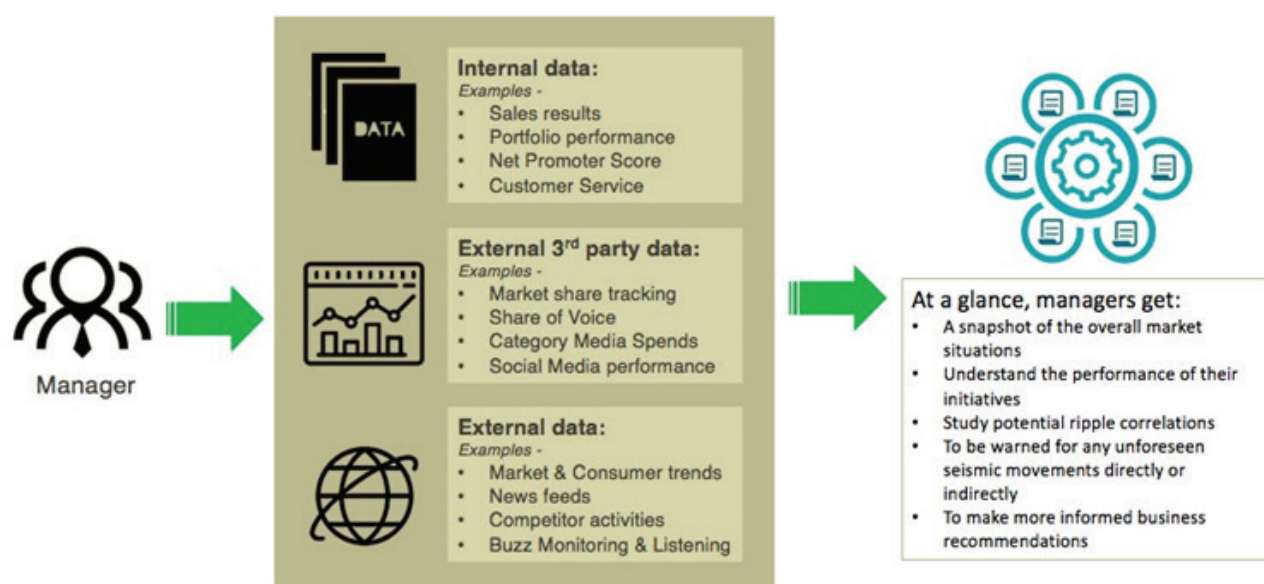 Manager
DATA
Internal data:
Examples -
• Sales results
• Portfolio performance
• Net Promoter Score
• Customer Service
External 3rd party data:
Examples -
• Market share tracking
• Share of Voice
• Category Media Spends
• Social Media performance
External data:
Examples -
• Market & Consumer trends
• News feeds
• Competitor activities
• Buzz Monitoring & Listening
At a glance, managers get:
• A snapshot of the overall market
situations
• Understand the performance of their
initiatives
• Study potential ripple correlations
• To be warned for any unforeseen
seismic movements directly or
indirectly
• To make more informed business
recommendations